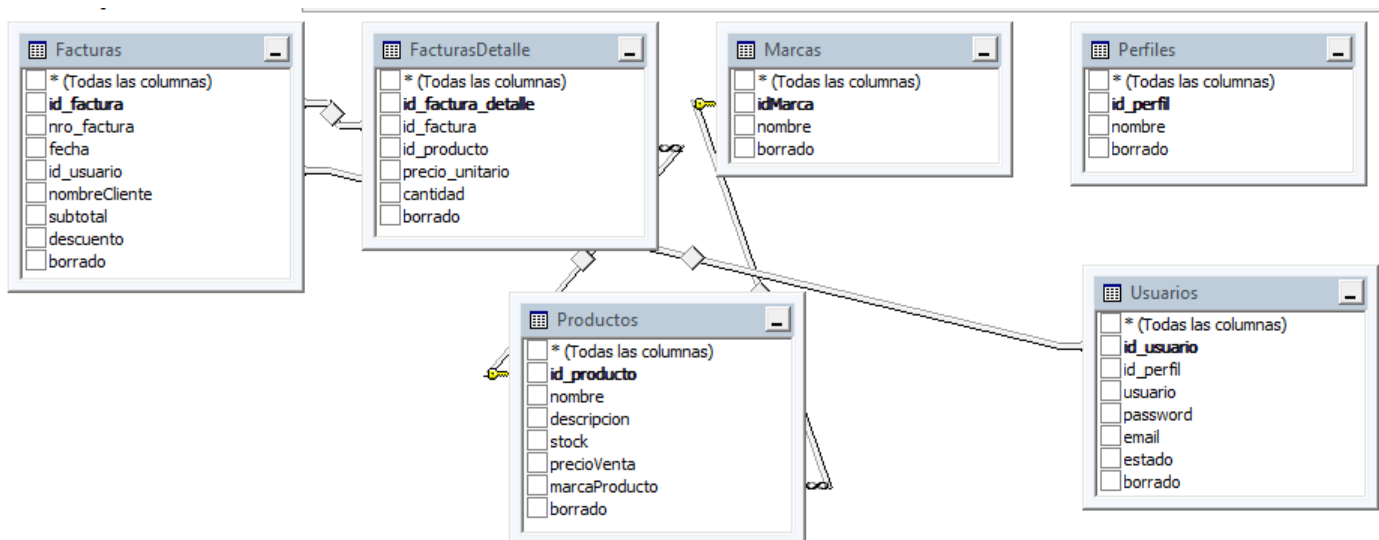 Facturas
* (Todas las columnas)
id_factura
nro_factura
fecha
id_usuario
nombreCliente
subtotal
descuento
borrado
FacturasDetalle
* (Todas las columnas)
id_factura_detalle
id_factura
id_producto
precio_unitario
cantidad
borrado
Marcas
* (Todas las columnas)
idMarca
nombre
borrado
Perfiles
* (Todas las columnas)
id_perfil
nombre
borrado
Productos
* (Todas las columnas)
id_producto
nombre
descripcion
stock
precioVenta
marcaProducto
borrado
Usuarios
* (Todas las columnas)
id_usuario
id_perfil
usuario
password
email
estado
borrado